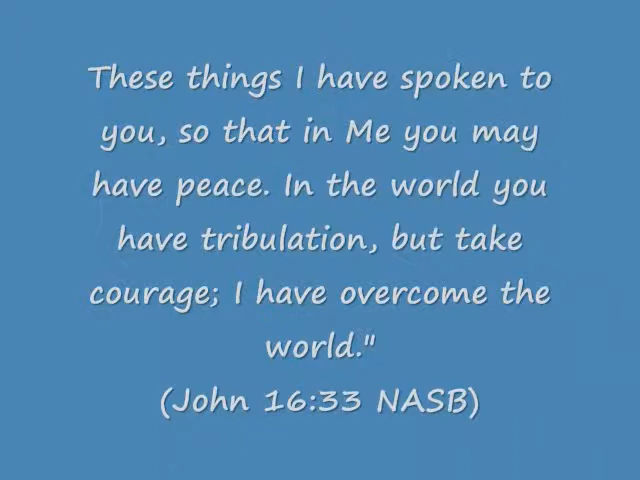 These things I have spoken to
you, so that in Me you may
have peace. In the world you
have tribulation, but take
courage; I have overcome the
world."
(John 16:33 NASB)